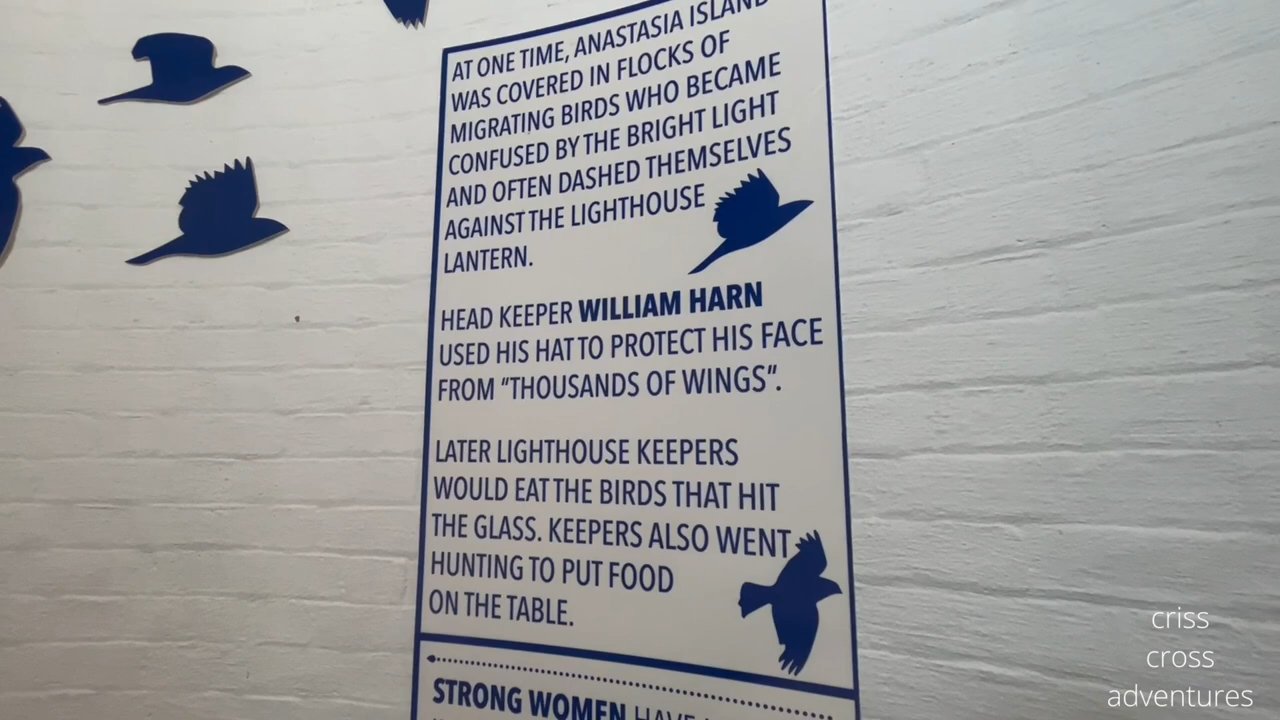 AT ONE TIME, ANASTASIA ISLAND
WAS COVERED IN FLOCKS OF
MIGRATING BIRDS WHO BECAME
CONFUSED BY THE BRIGHT LIGHT
AND OFTEN DASHED THEMSELVES
AGAINST THE LIGHTHOUSE
LANTERN.
HEAD KEEPER WILLIAM HARN
USED HIS HAT TO PROTECT HIS FACE
FROM "THOUSANDS OF WINGS".
LATER LIGHTHOUSE KEEPERS
WOULD EAT THE BIRDS THAT HIT
THE GLASS. KEEPERS ALSO WENT
HUNTING TO PUT FOOD
ON THE TABLE.
STRONG WOMEN HAVE
criss
cross
adventures